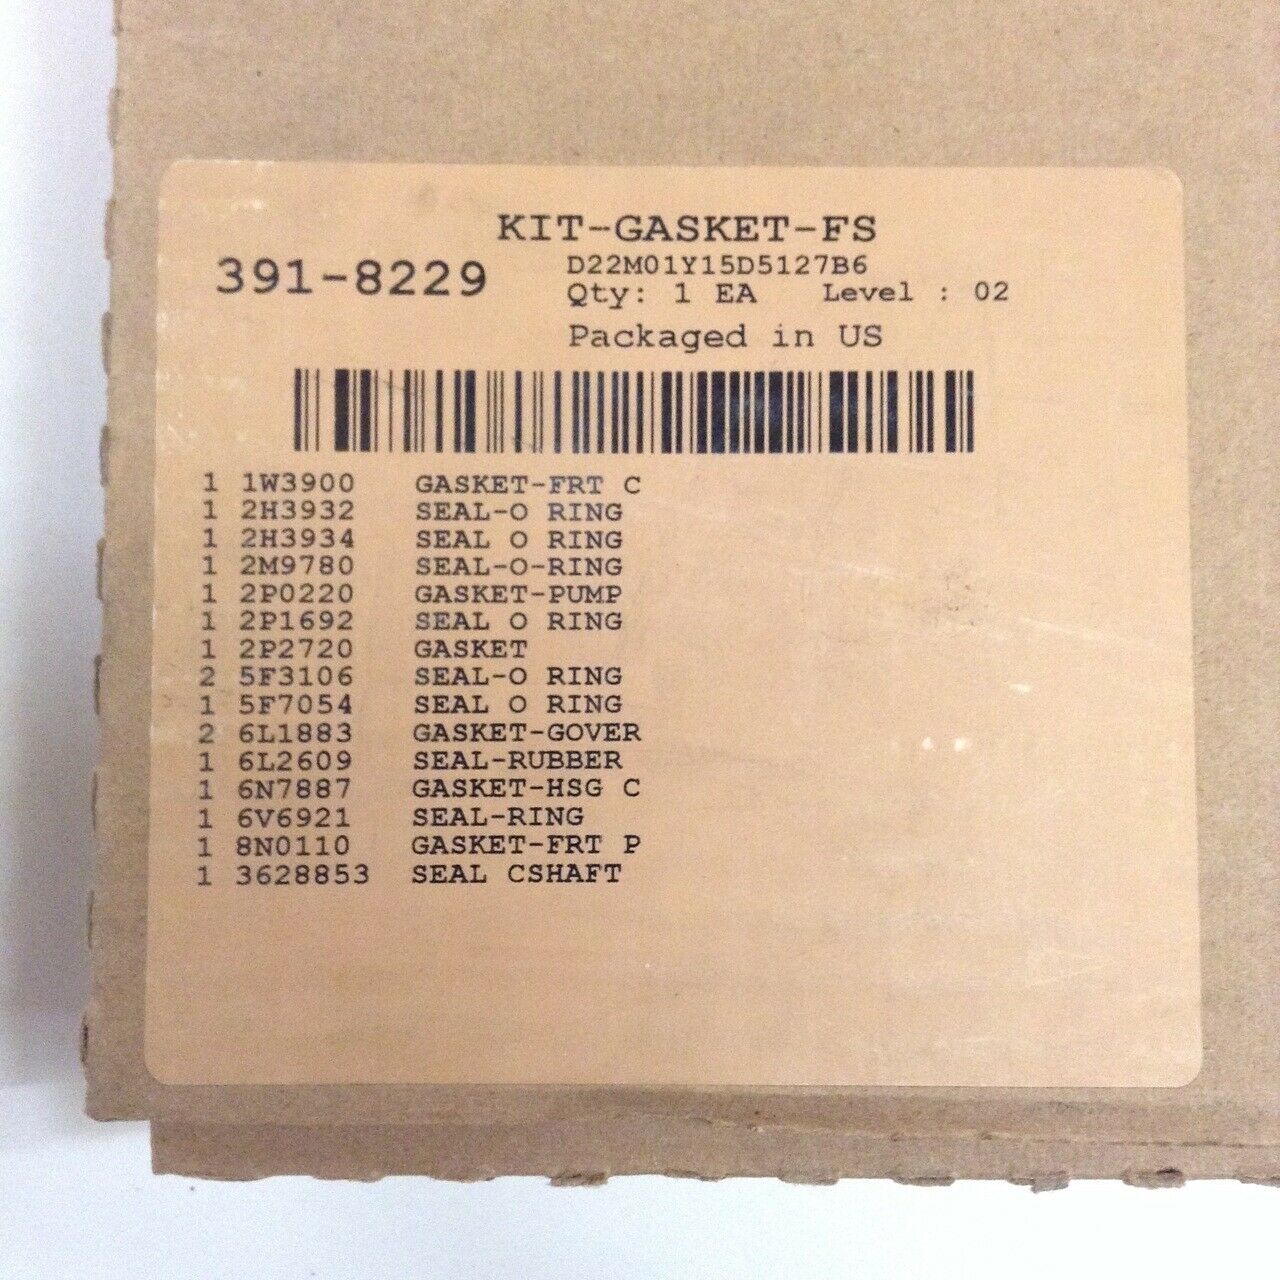 KIT-GASKET-FS
391-8229
D22M01Y15D5127B6
Qty: 1 EA Level : 02
Packaged in US
1 1W3900 GASKET-FRT C
1 2H3932 SEAL-O RING
1 2H3934 SEAL O RING
1 2M9780 SEAL-O-RING
1 2P0220 GASKET-PUMP
1 2P1692 SEAL O RING
1 2P2720 GASKET
2 5F3106 SEAL-O RING
1 5F7054 SEAL O RING
2 6L1883 GASKET-GOVER
1 6L2609 SEAL-RUBBER
1 6N7887 GASKET-HSG C
1 6V6921 SEAL-RING
1 8N0110 GASKET-FRT P
1 3628853 SEAL CSHAFT